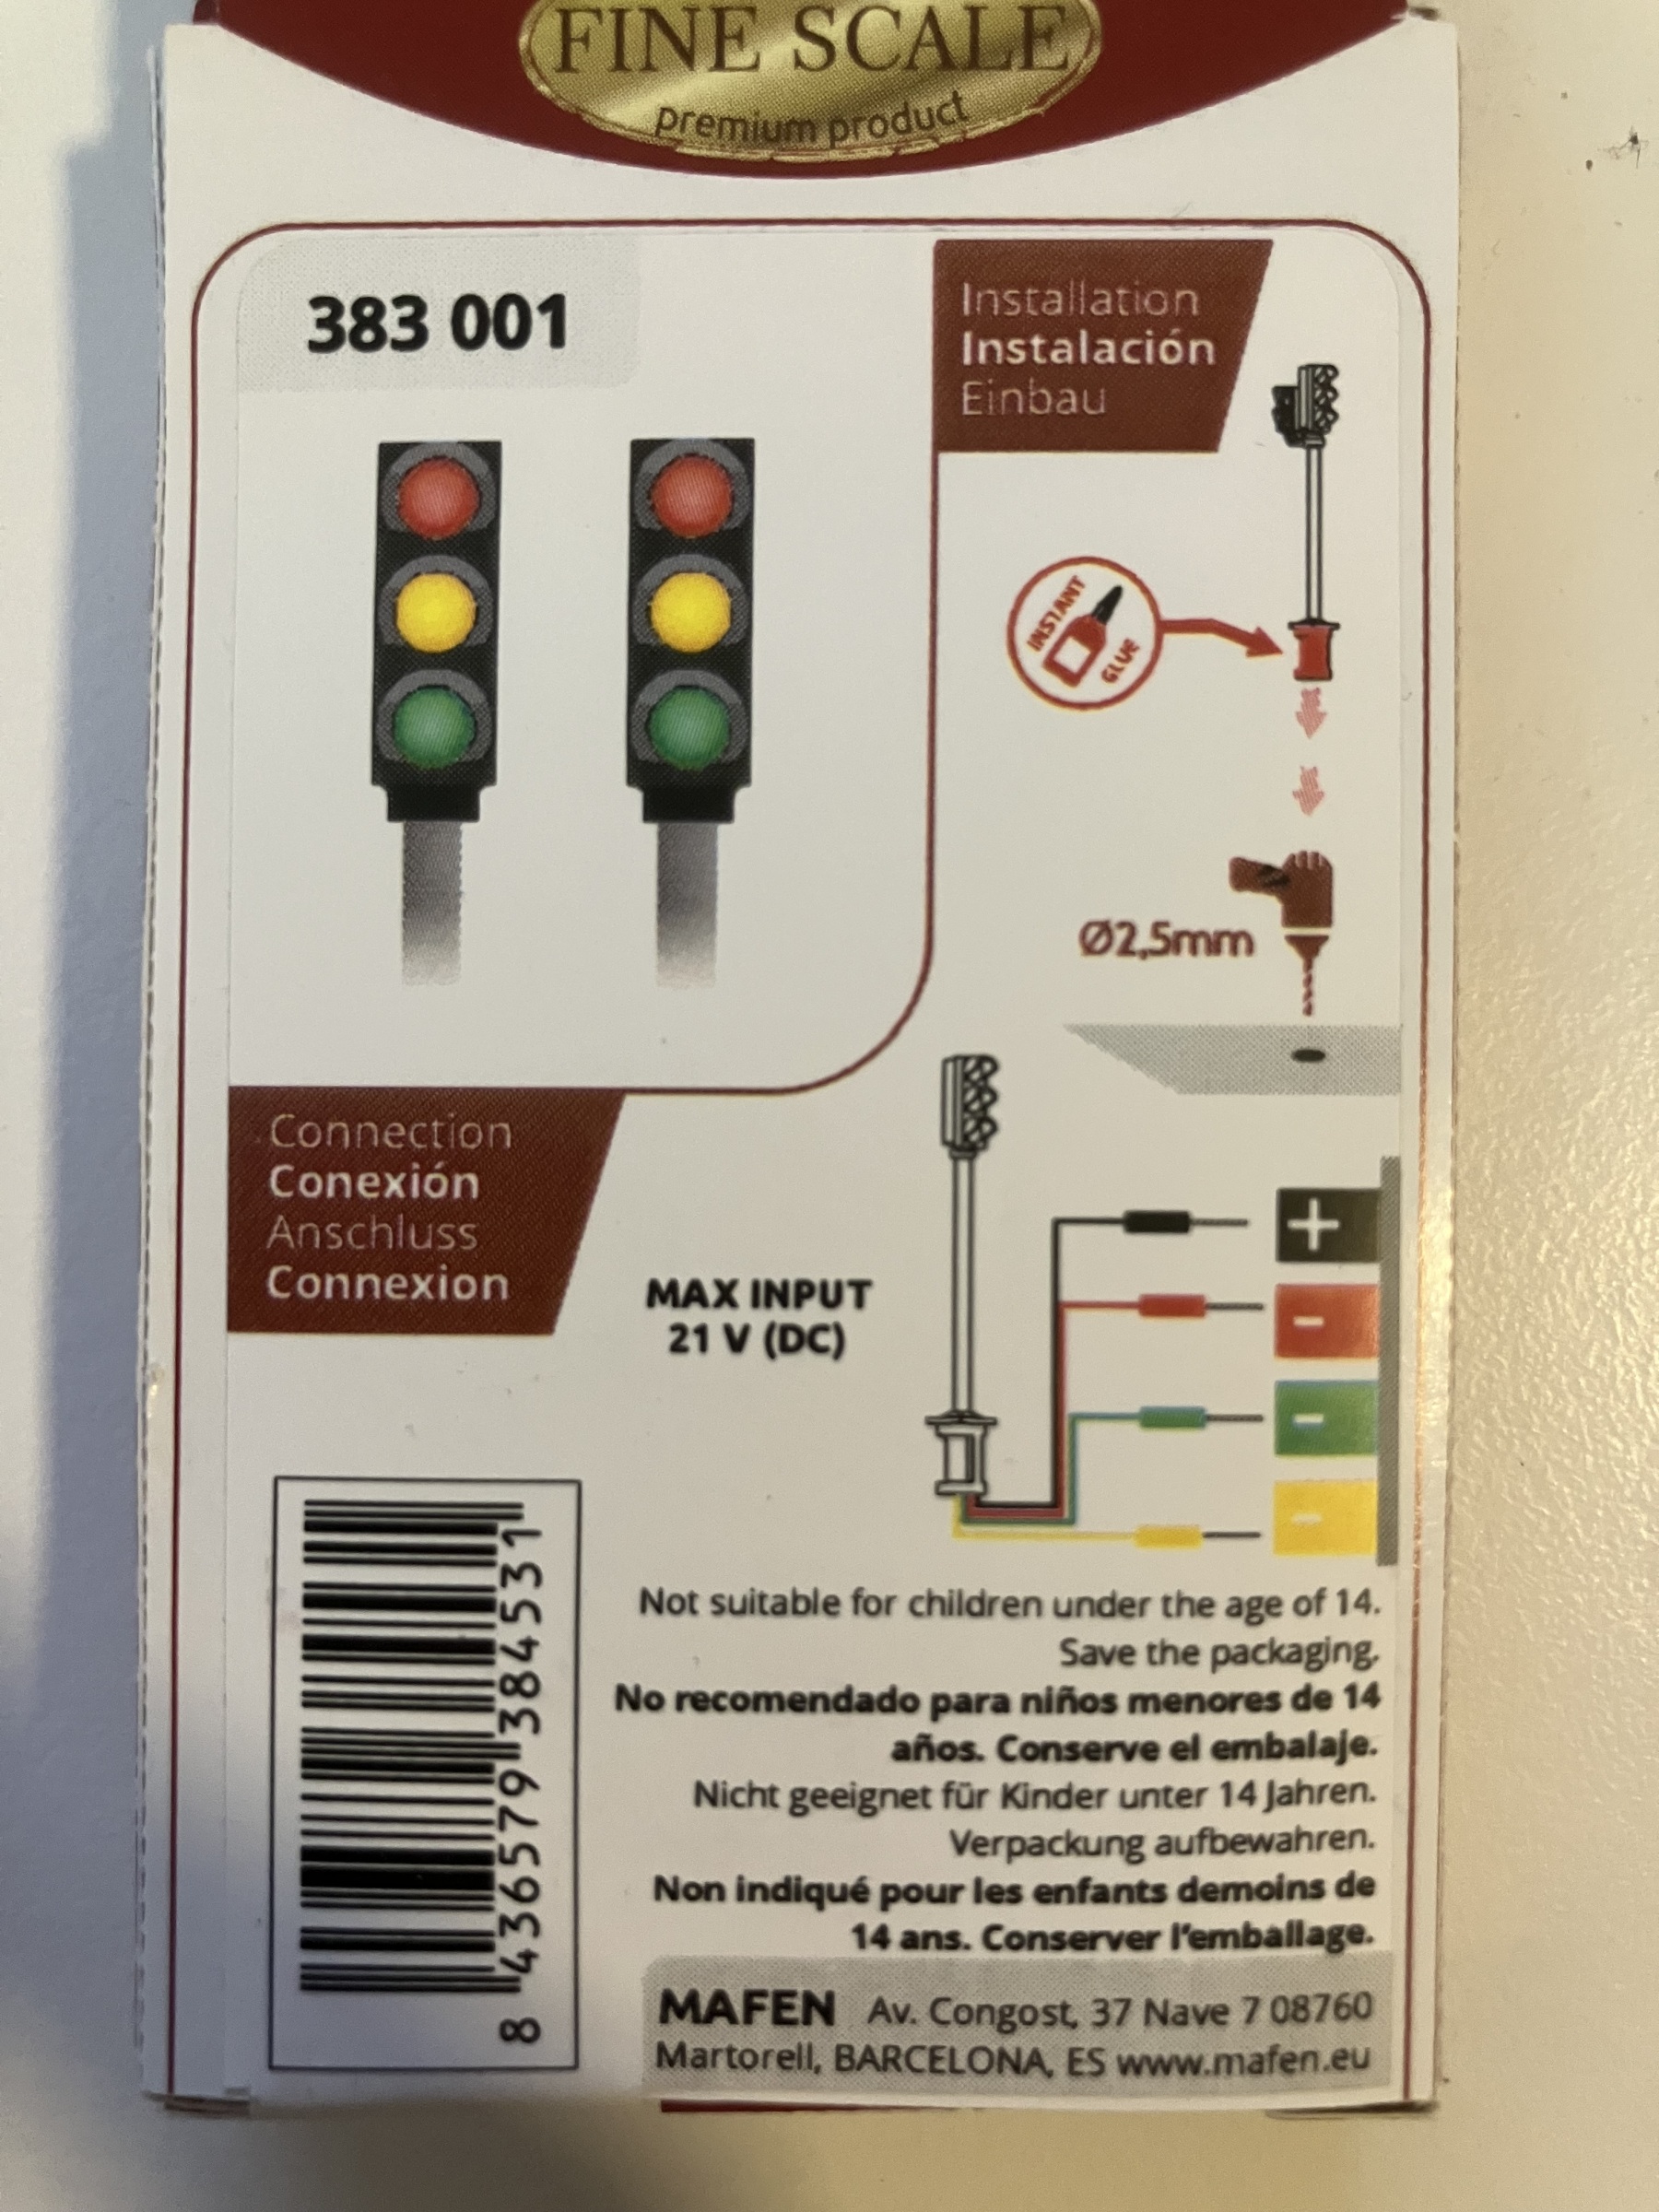 FINE SCALE
premium product
383 001
Installation
Instalación
Einbau
INSTANT
GLUE
Ø2,5mm
Connection
Conexión
Anschluss
Connexion
MAX INPUT
21 V (DC)
+
-
-
-
8 436579 384531
Not suitable for children under the age of 14.
Save the packaging.
No recomendado para niños menores de 14
años. Conserve el embalaje.
Nicht geeignet für Kinder unter 14 Jahren.
Verpackung aufbewahren.
Non indiqué pour les enfants demoins de
14 ans. Conserver l'emballage.
MAFEN Av. Congost, 37 Nave 7 08760
Martorell, BARCELONA, ES www.mafen.eu